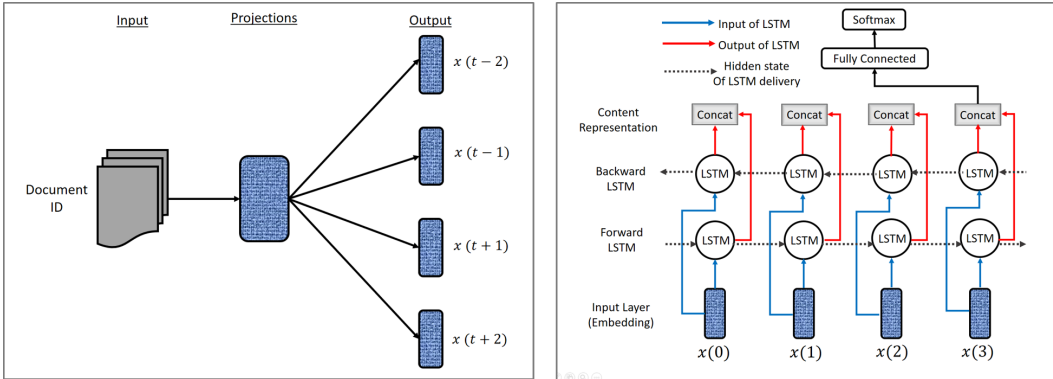 Input
Projections
Output
Document
ID
x (t − 2)
x (t − 1)
x (t + 1)
x (t + 2)
Input of LSTM
Output of LSTM
Hidden state
Of LSTM delivery
Softmax
Fully Connected
Content
Representation
Concat
Concat
Concat
Concat
Backward
LSTM
LSTM
LSTM
LSTM
LSTM
Forward
LSTM
LSTM
LSTM
LSTM
LSTM
Input Layer
(Embedding)
x(0)
x(1)
x(2)
x(3)